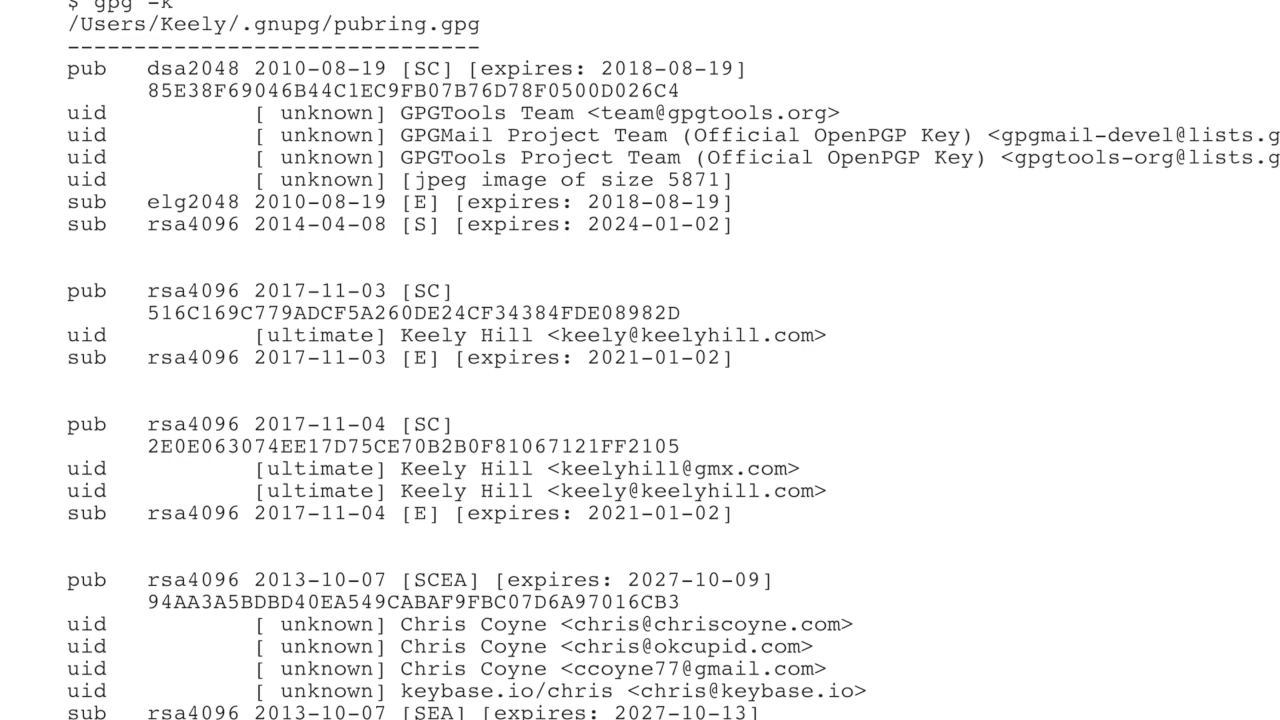 $ gpg -k
/Users/Keely/.gnupg/pubring.gpg
-------------------------------
pub   dsa2048 2010-08-19 [SC] [expires: 2018-08-19]
      85E38F69046B44C1EC9FB07B76D78F0500D026C4
uid           [ unknown] GPGTools Team <team@gpgtools.org>
uid           [ unknown] GPGMail Project Team (Official OpenPGP Key) <gpgmail-devel@lists.g
uid           [ unknown] GPGTools Project Team (Official OpenPGP Key) <gpgtools-org@lists.g
uid           [ unknown] [jpeg image of size 5871]
sub   elg2048 2010-08-19 [E] [expires: 2018-08-19]
sub   rsa4096 2014-04-08 [S] [expires: 2024-01-02]
pub   rsa4096 2017-11-03 [SC]
      516C169C779ADCF5A260DE24CF34384FDE08982D
uid           [ultimate] Keely Hill <keely@keelyhill.com>
sub   rsa4096 2017-11-03 [E] [expires: 2021-01-02]
pub   rsa4096 2017-11-04 [SC]
      2E0E063074EE17D75CE70B2B0F81067121FF2105
uid           [ultimate] Keely Hill <keelyhill@gmx.com>
uid           [ultimate] Keely Hill <keely@keelyhill.com>
sub   rsa4096 2017-11-04 [E] [expires: 2021-01-02]
pub   rsa4096 2013-10-07 [SCEA] [expires: 2027-10-09]
      94AA3A5BDBD40EA549CABAF9FBC07D6A97016CB3
uid           [ unknown] Chris Coyne <chris@chriscoyne.com>
uid           [ unknown] Chris Coyne <chris@okcupid.com>
uid           [ unknown] Chris Coyne <ccoyne77@gmail.com>
uid           [ unknown] keybase.io/chris <chris@keybase.io>
sub   rsa4096 2013-10-07 [SEA] [expires: 2027-10-13]